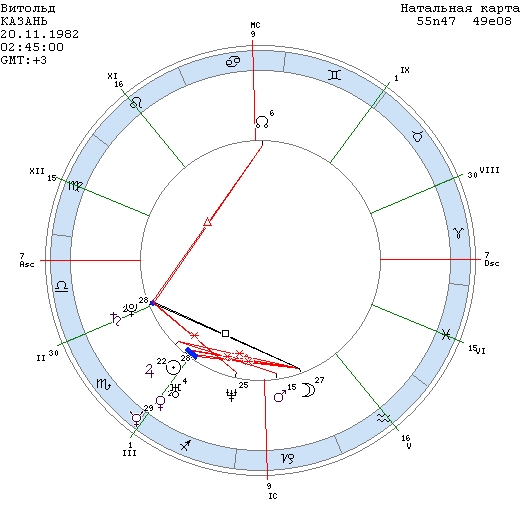 Витольд
КАЗАНЬ
20.11.1982
02:45:00
GMT:+3
Натальная карта
55n47 49e08
MC
9
XI
16
IX
1
6
XII
15
VIII
30
7
Asc
7
Dsc
28
II 30
15
VI
22
28
4
29
1
III
25
15
27
16
V
9
IC